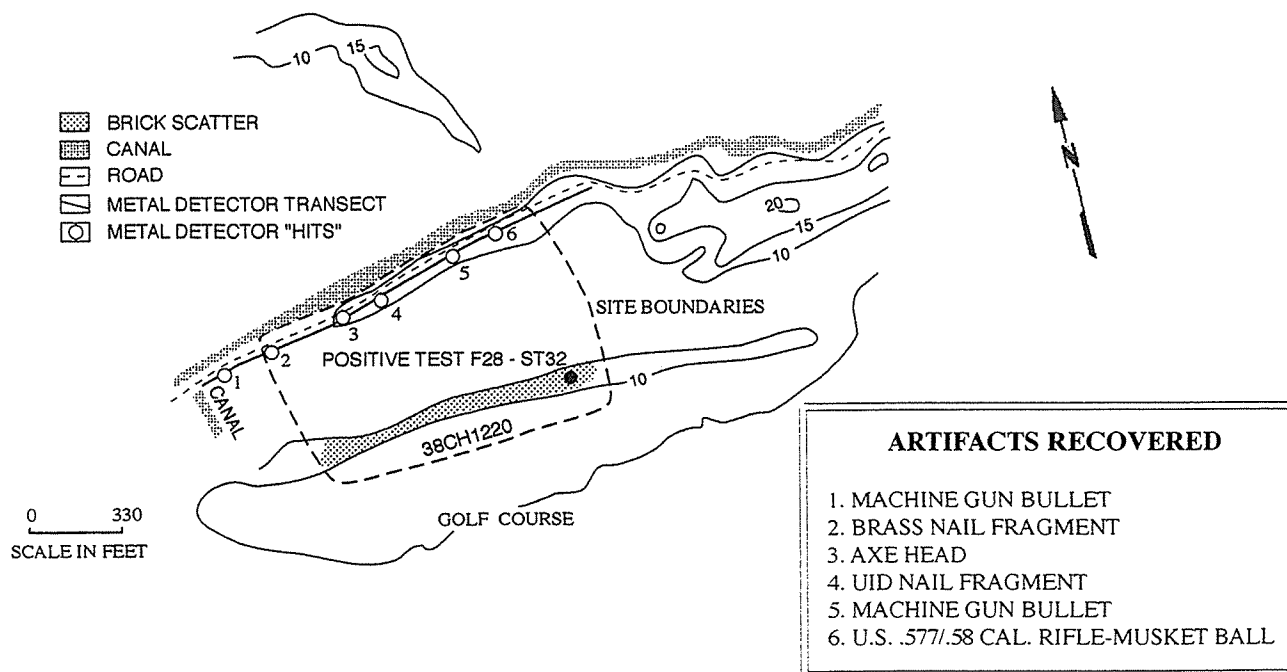 10
15
BRICK SCATTER
CANAL
ROAD
METAL DETECTOR TRANSECT
METAL DETECTOR "HITS"
N
20
15
10
6
5
4
3
2
1
SITE BOUNDARIES
POSITIVE TEST F28 - ST32
CANAL
10
38CH1220
GOLF COURSE
0 330
SCALE IN FEET
ARTIFACTS RECOVERED
1. MACHINE GUN BULLET
2. BRASS NAIL FRAGMENT
3. AXE HEAD
4. UID NAIL FRAGMENT
5. MACHINE GUN BULLET
6. U.S. .577/.58 CAL. RIFLE-MUSKET BALL